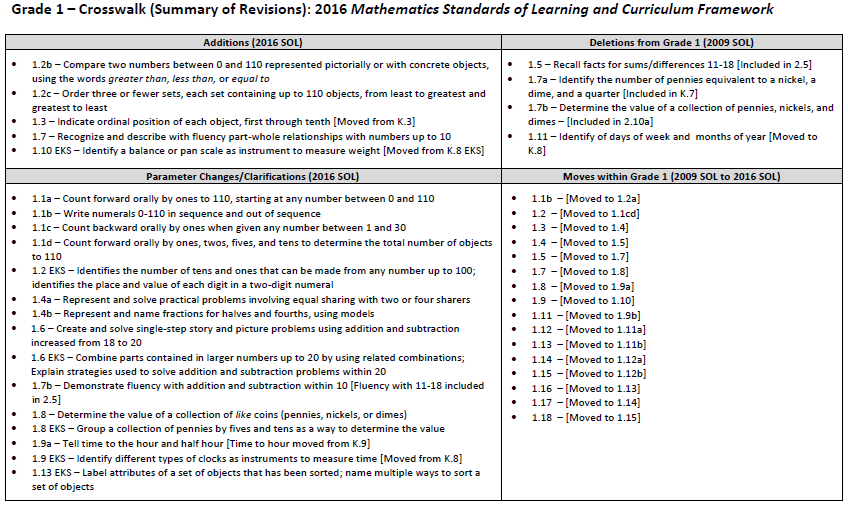 Grade 1 – Crosswalk (Summary of Revisions): 2016 Mathematics Standards of Learning and Curriculum Framework
Additions (2016 SOL)
• 1.2b – Compare two numbers between 0 and 110 represented pictorially or with concrete objects,
using the words greater than, less than, or equal to
• 1.2c – Order three or fewer sets, each set containing up to 110 objects, from least to greatest and
greatest to least
• 1.3 – Indicate ordinal position of each object, first through tenth [Moved from K.3]
• 1.7 – Recognize and describe with fluency part-whole relationships with numbers up to 10
• 1.10 EKS – Identify a balance or pan scale as instrument to measure weight [Moved from K.8 EKS]
Deletions from Grade 1 (2009 SOL)
• 1.5 – Recall facts for sums/differences 11-18 [Included in 2.5]
• 1.7a – Identify the number of pennies equivalent to a nickel, a
dime, and a quarter [Included in K.7]
• 1.7b – Determine the value of a collection of pennies, nickels, and
dimes – [Included in 2.10a]
• 1.11 – Identify of days of week and months of year [Moved to
K.8]
Parameter Changes/Clarifications (2016 SOL)
• 1.1a – Count forward orally by ones to 110, starting at any number between 0 and 110
• 1.1b – Write numerals 0-110 in sequence and out of sequence
• 1.1c – Count backward orally by ones when given any number between 1 and 30
• 1.1d – Count forward orally by ones, twos, fives, and tens to determine the total number of objects
to 110
• 1.2 EKS – Identifies the number of tens and ones that can be made from any number up to 100;
identifies the place and value of each digit in a two-digit numeral
• 1.4a – Represent and solve practical problems involving equal sharing with two or four sharers
• 1.4b – Represent and name fractions for halves and fourths, using models
• 1.6 – Create and solve single-step story and picture problems using addition and subtraction
increased from 18 to 20
• 1.6 EKS – Combine parts contained in larger numbers up to 20 by using related combinations;
Explain strategies used to solve addition and subtraction problems within 20
• 1.7b – Demonstrate fluency with addition and subtraction within 10 [Fluency with 11-18 included
in 2.5]
• 1.8 – Determine the value of a collection of like coins (pennies, nickels, or dimes)
• 1.8 EKS – Group a collection of pennies by fives and tens as a way to determine the value
• 1.9a – Tell time to the hour and half hour [Time to hour moved from K.9]
• 1.9 EKS – Identify different types of clocks as instruments to measure time [Moved from K.8]
• 1.13 EKS – Label attributes of a set of objects that has been sorted; name multiple ways to sort a
set of objects
Moves within Grade 1 (2009 SOL to 2016 SOL)
• 1.1b – [Moved to 1.2a]
• 1.2 – [Moved to 1.1cd]
• 1.3 – [Moved to 1.4]
• 1.4 – [Moved to 1.5]
• 1.5 – [Moved to 1.7]
• 1.7 – [Moved to 1.8]
• 1.8 – [Moved to 1.9a]
• 1.9 – [Moved to 1.10]
• 1.11 – [Moved to 1.9b]
• 1.12 – [Moved to 1.11a]
• 1.13 – [Moved to 1.11b]
• 1.14 – [Moved to 1.12a]
• 1.15 – [Moved to 1.12b]
• 1.16 – [Moved to 1.13]
• 1.17 – [Moved to 1.14]
• 1.18 – [Moved to 1.15]